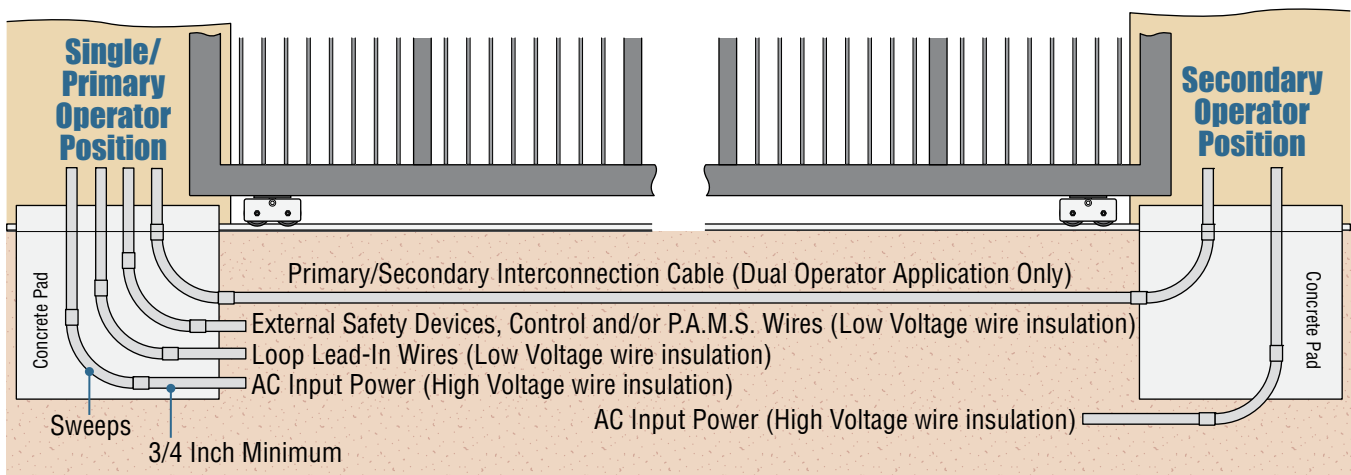 Single/
Primary
Operator
Position
Secondary
Operator
Position
Concrete Pad
Primary/Secondary Interconnection Cable (Dual Operator Application Only)
External Safety Devices, Control and/or P.A.M.S. Wires (Low Voltage wire insulation)
Loop Lead-In Wires (Low Voltage wire insulation)
AC Input Power (High Voltage wire insulation)
Concrete Pad
AC Input Power (High Voltage wire insulation)
Sweeps
3/4 Inch Minimum